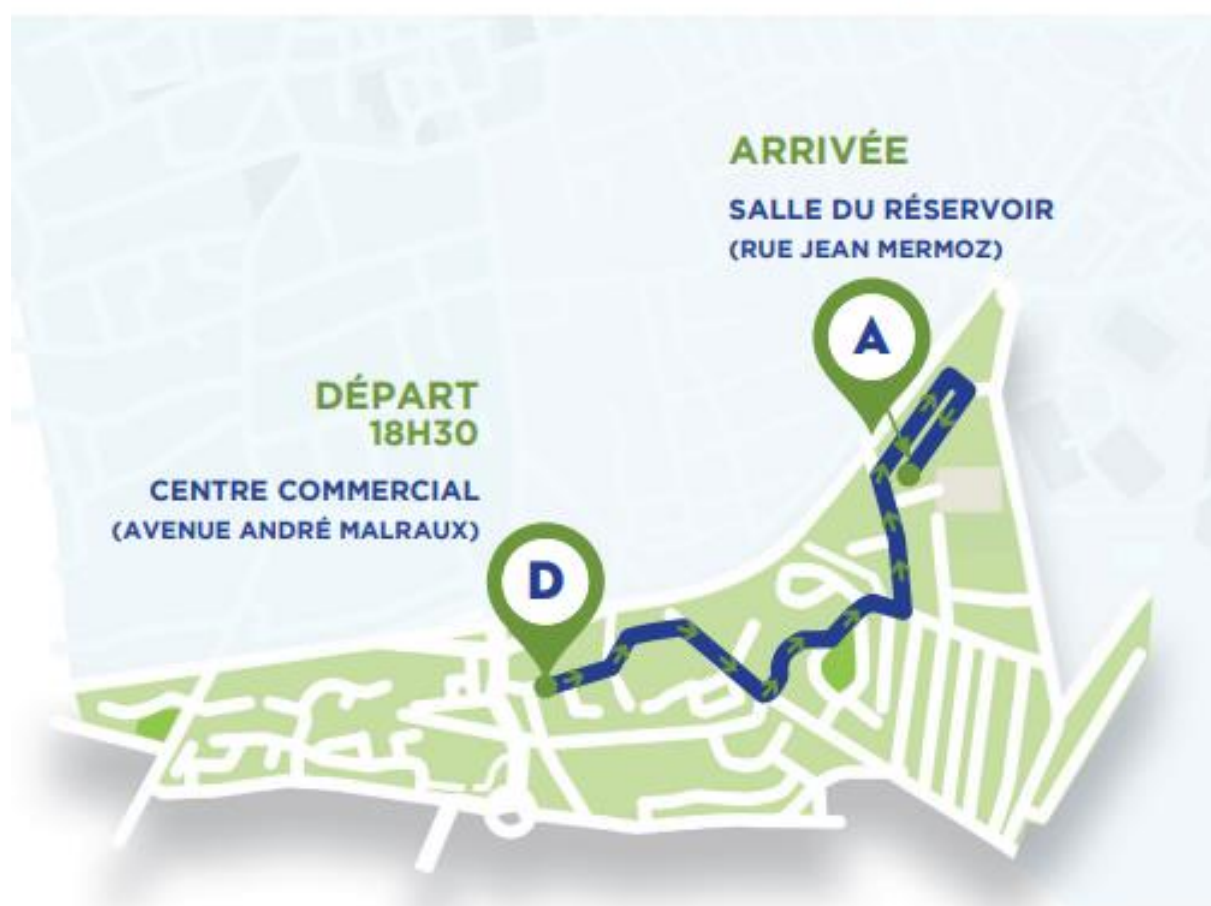 ARRIVÉE
SALLE DU RÉSERVOIR
(RUE JEAN MERMOZ)
A
DÉPART
18H30
CENTRE COMMERCIAL
(AVENUE ANDRÉ MALRAUX)
D